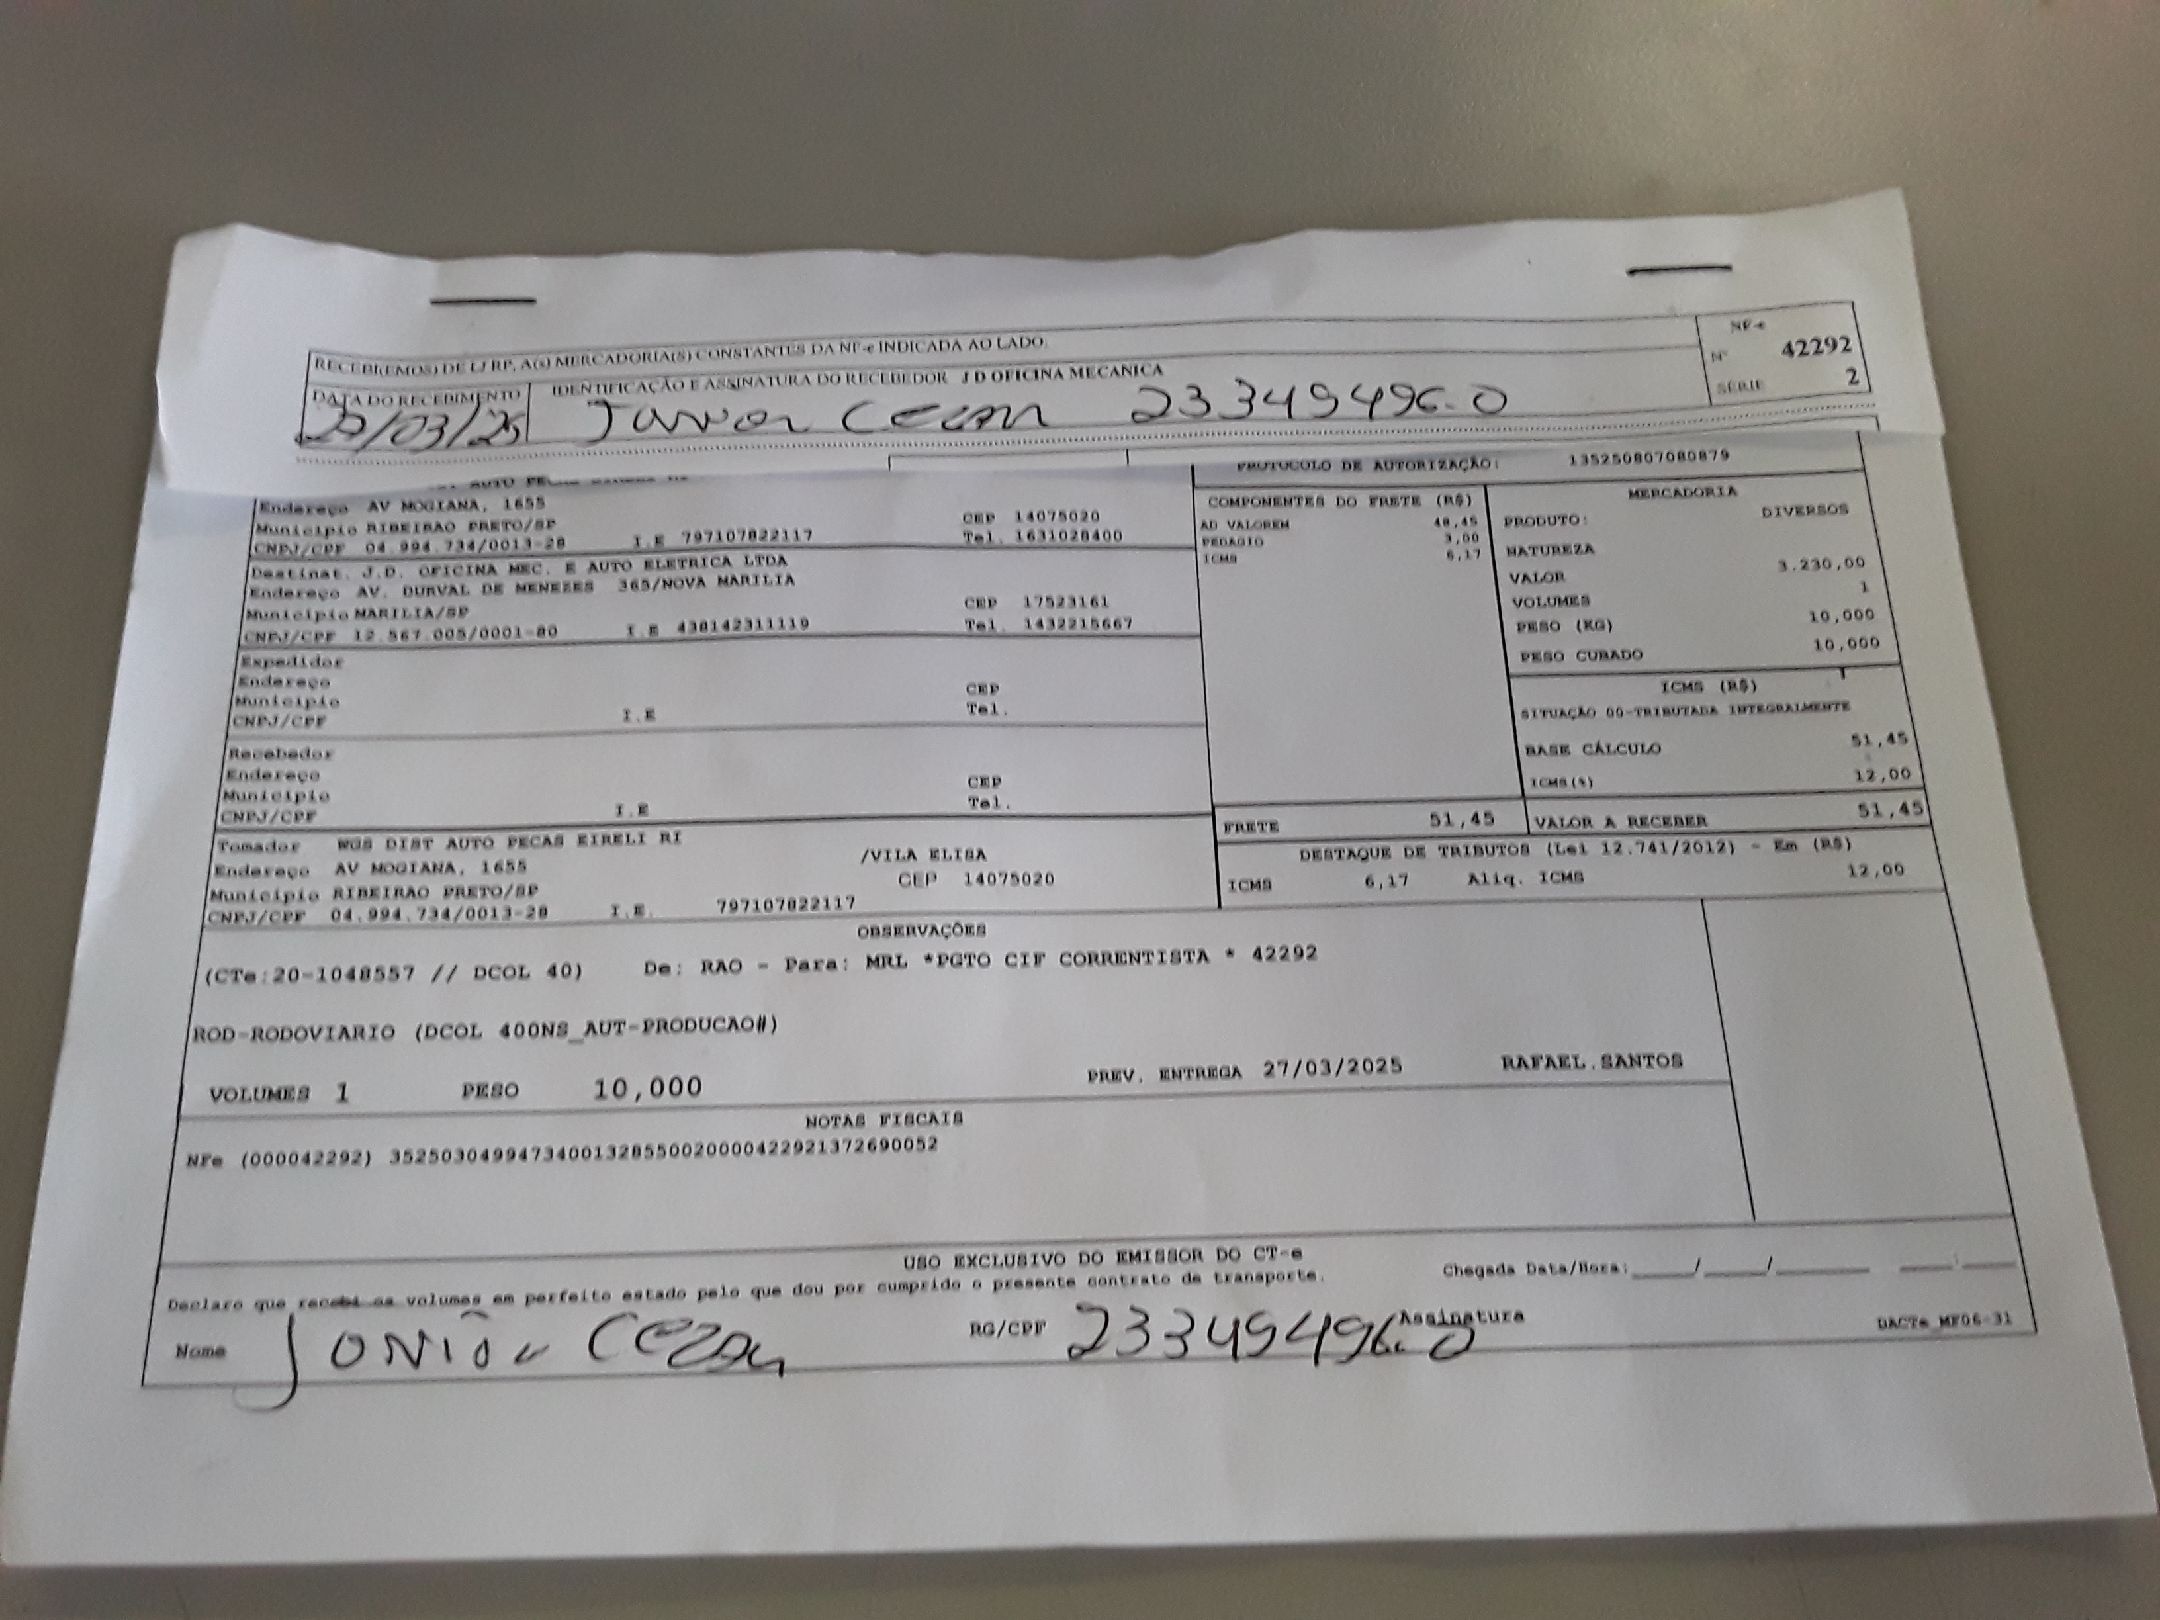 RECEBEMOS) DE LJ RP, A(s) MERCADORIA(S) CONSTANTES DA NF-e INDICADA AO LADO.
NF-e
Nº 42292
SÉRIE 2
DATA DO RECEBIMENTO
IDENTIFICAÇÃO E ASSINATURA DO RECEBEDOR J D OFICINA MECANICA
/03/25 Cezar 23349496-0
PROTOCOLO DE AUTORIZAÇÃO: 135250807080879
AUTO
Endereço AV MOGIANA, 1655
Municipio RIBEIRAO PRETO/SP CEP 14075020
CNPJ/CPF 04.994.734/0013-28 I.E 797107822117 Tel. 1631028400
Destinat. J.D. OFICINA MEC. E AUTO ELETRICA LTDA
Endereço AV. DURVAL DE MENEZES 365/NOVA MARILIA
Municipio MARILIA/SP CEP 17523161
CNPJ/CPF 12.567.005/0001-80 I.E 438142311119 Tel. 1432215667
Expedidor
Endereço
Municipio CEP
CNPJ/CPF I.E Tel.
Recebedor
Endereço
Municipio CEP
CNPJ/CPF I.E Tel.
Tomador WGS DIST AUTO PECAS EIRELI RI
Endereço AV MOGIANA, 1655 /VILA ELISA
Municipio RIBEIRAO PRETO/SP CEP 14075020
CNPJ/CPF 04.994.734/0013-28 I.E. 797107822117
COMPONENTES DO FRETE (R$)
AD VALOREM 48,45
PEDAGIO 3,00
ICMS 6,17
MERCADORIA
PRODUTO: DIVERSOS
NATUREZA
VALOR 3.230,00
VOLUMES 1
PESO (KG) 10,000
PESO CUBADO 10,000
ICMS (R$)
SITUAÇÃO 00-TRIBUTADA INTEGRALMENTE
BASE CÁLCULO 51,45
ICMS(%) 12,00
FRETE 51,45 VALOR A RECEBER 51,45
DESTAQUE DE TRIBUTOS (Lei 12.741/2012) - Em (R$)
ICMS 6,17 Aliq. ICMS 12,00
OBSERVAÇÕES
(CTe:20-1048557 // DCOL 40) De: RAO - Para: MRL *PGTO CIF CORRENTISTA * 42292
ROD-RODOVIARIO (DCOL 400NS_AUT-PRODUCAO#)
VOLUMES 1 PESO 10,000 PREV. ENTREGA 27/03/2025 RAFAEL.SANTOS
NOTAS FISCAIS
NFe (000042292) 35250304994734001328550020000422921372690052
USO EXCLUSIVO DO EMISSOR DO CT-e
Declaro que recebi os volumes em perfeito estado pelo que dou por cumprido o presente contrato de transporte. Chegada Data/Hora:____/____/______ ____:____
Nome Cezar RG/CPF 23349496-0 Assinatura
DACTe_MF06-31